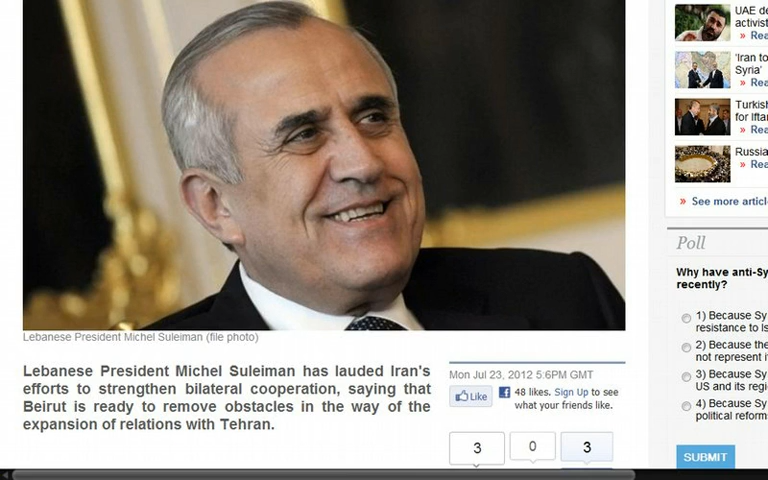 Lebanese President Michel Suleiman (file photo)
Lebanese President Michel Suleiman has lauded Iran's
efforts to strengthen bilateral cooperation, saying that
Beirut is ready to remove obstacles in the way of the
expansion of relations with Tehran.
Mon Jul 23, 2012 5:6PM GMT
Like
48 likes. Sign Up to see
what your friends like.
3 0 3
UAE de
activist
» Rea
'Iran to
Syria'
» Rea
Turkish
for Ifta
» Rea
Russia
» Rea
» See more articl
Poll
Why have anti-Sy
recently?
1) Because Sy
resistance to Is
2) Because the
not represent it
3) Because Sy
US and its regi
4) Because Sy
political reform
SUBMIT